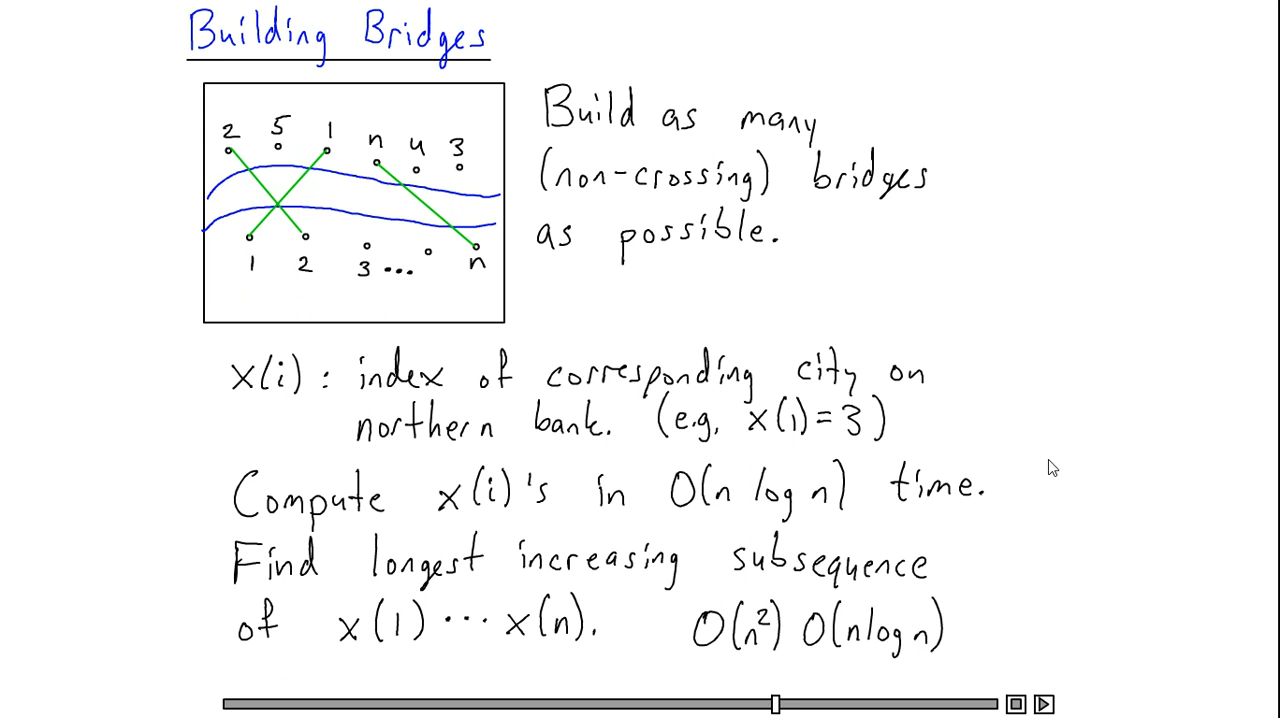 Building Bridges
2 5 1 n 4 3
1 2 3 ... n
Build as many
(non-crossing) bridges
as possible.
x(i) : index of corresponding city on
northern bank. (e.g, x(1) = 3)
Compute x(i)'s in O(n log n) time.
Find longest increasing subsequence
of x(1) ... x(n). O(n²) O(n log n)